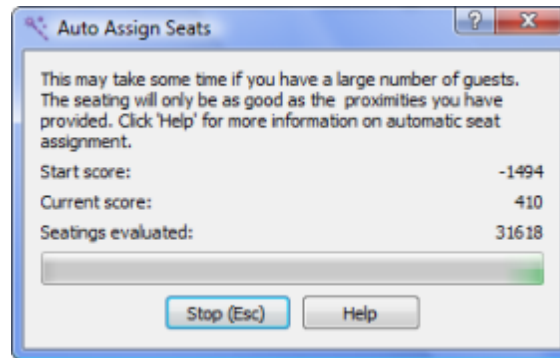 Auto Assign Seats
This may take some time if you have a large number of guests.
The seating will only be as good as the proximities you have
provided. Click 'Help' for more information on automatic seat
assignment.
Start score: -1494
Current score: 410
Seatings evaluated: 31618
Stop (Esc) Help